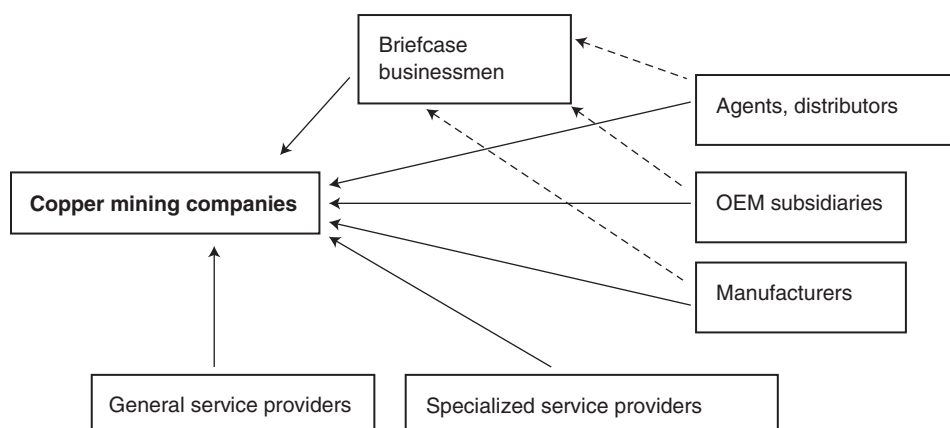 Briefcase
businessmen
Agents, distributors
Copper mining companies
OEM subsidiaries
Manufacturers
General service providers
Specialized service providers